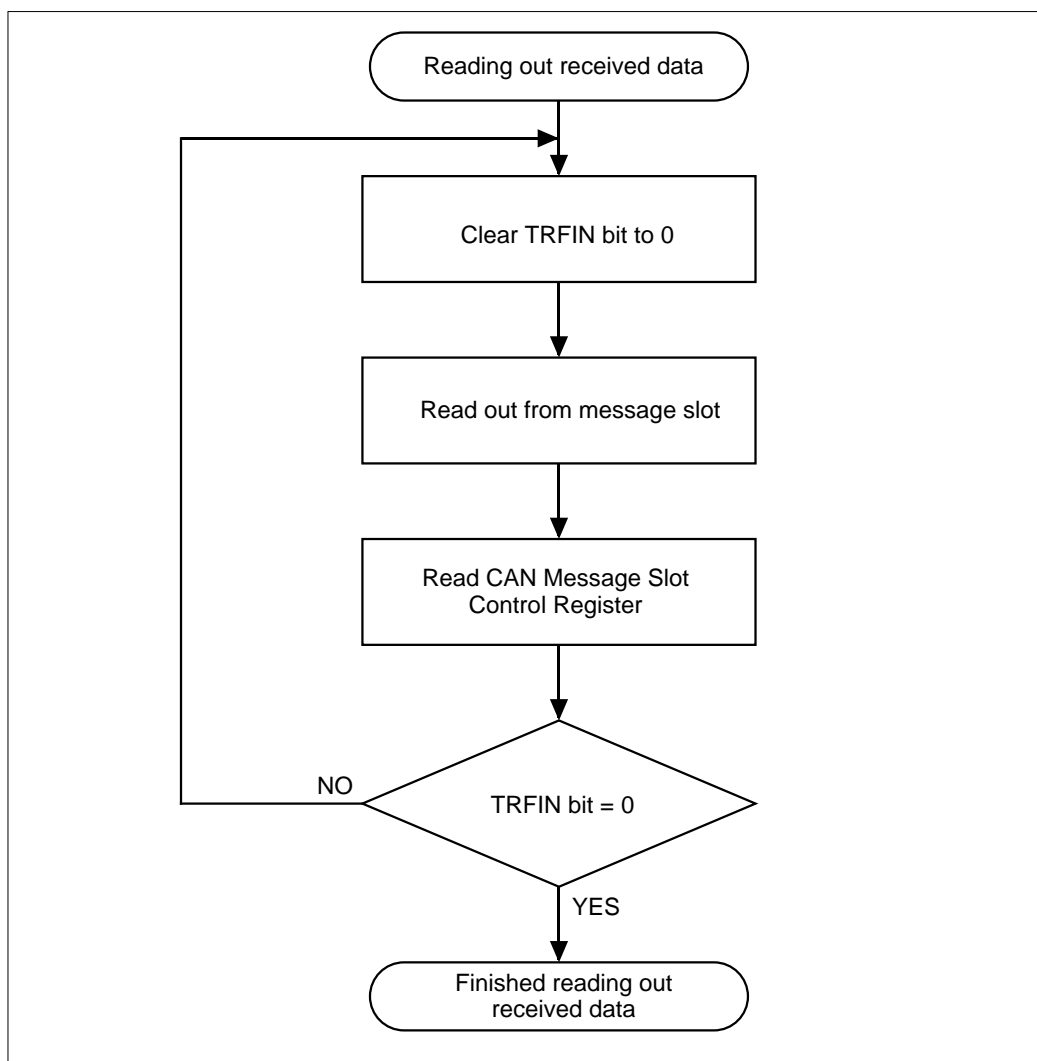 Reading out received data
Clear TRFIN bit to 0
Read out from message slot
Read CAN Message Slot
Control Register
NO
TRFIN bit = 0
YES
Finished reading out
received data